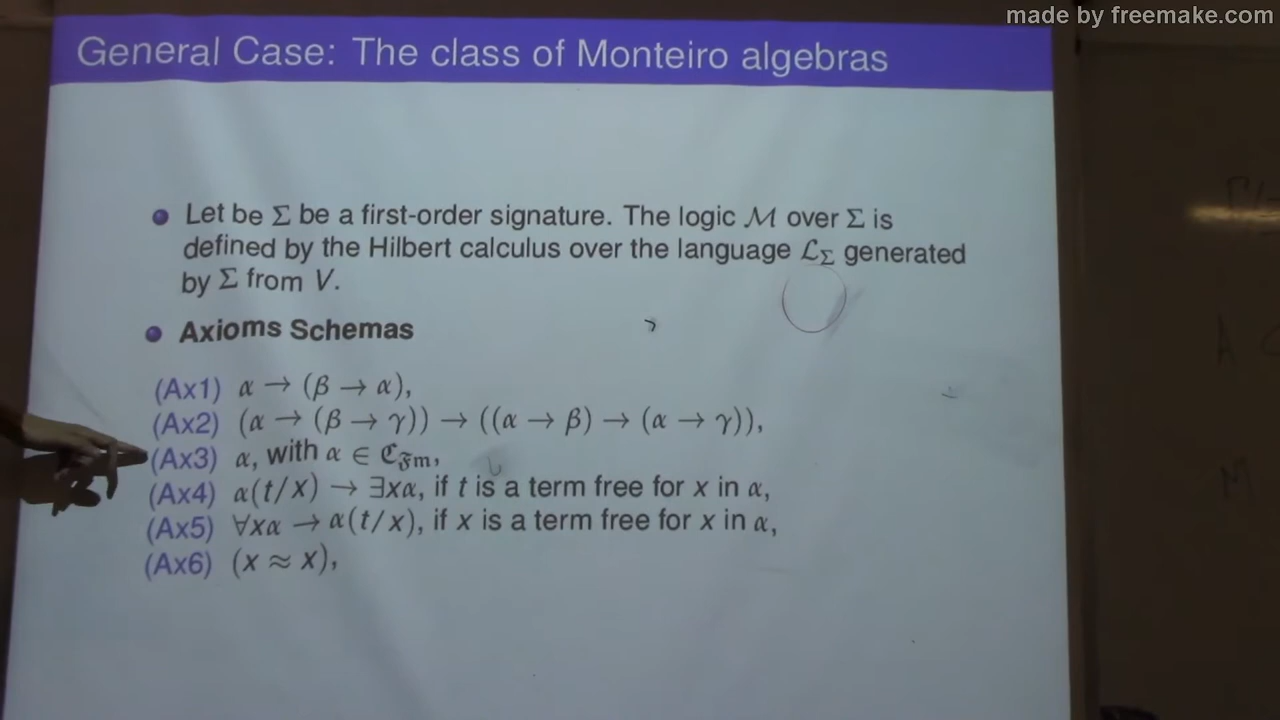 made by freemake.com
General Case: The class of Monteiro algebras
Let be Σ be a first-order signature. The logic ℳ over Σ is
defined by the Hilbert calculus over the language ℒ_Σ generated
by Σ from V.
Axioms Schemas
(Ax1) α → (β → α),
(Ax2) (α → (β → γ)) → ((α → β) → (α → γ)),
(Ax3) α, with α ∈ ℭ_𝔉𝔪,
(Ax4) α(t/x) → ∃xα, if t is a term free for x in α,
(Ax5) ∀xα → α(t/x), if x is a term free for x in α,
(Ax6) (x ≈ x),